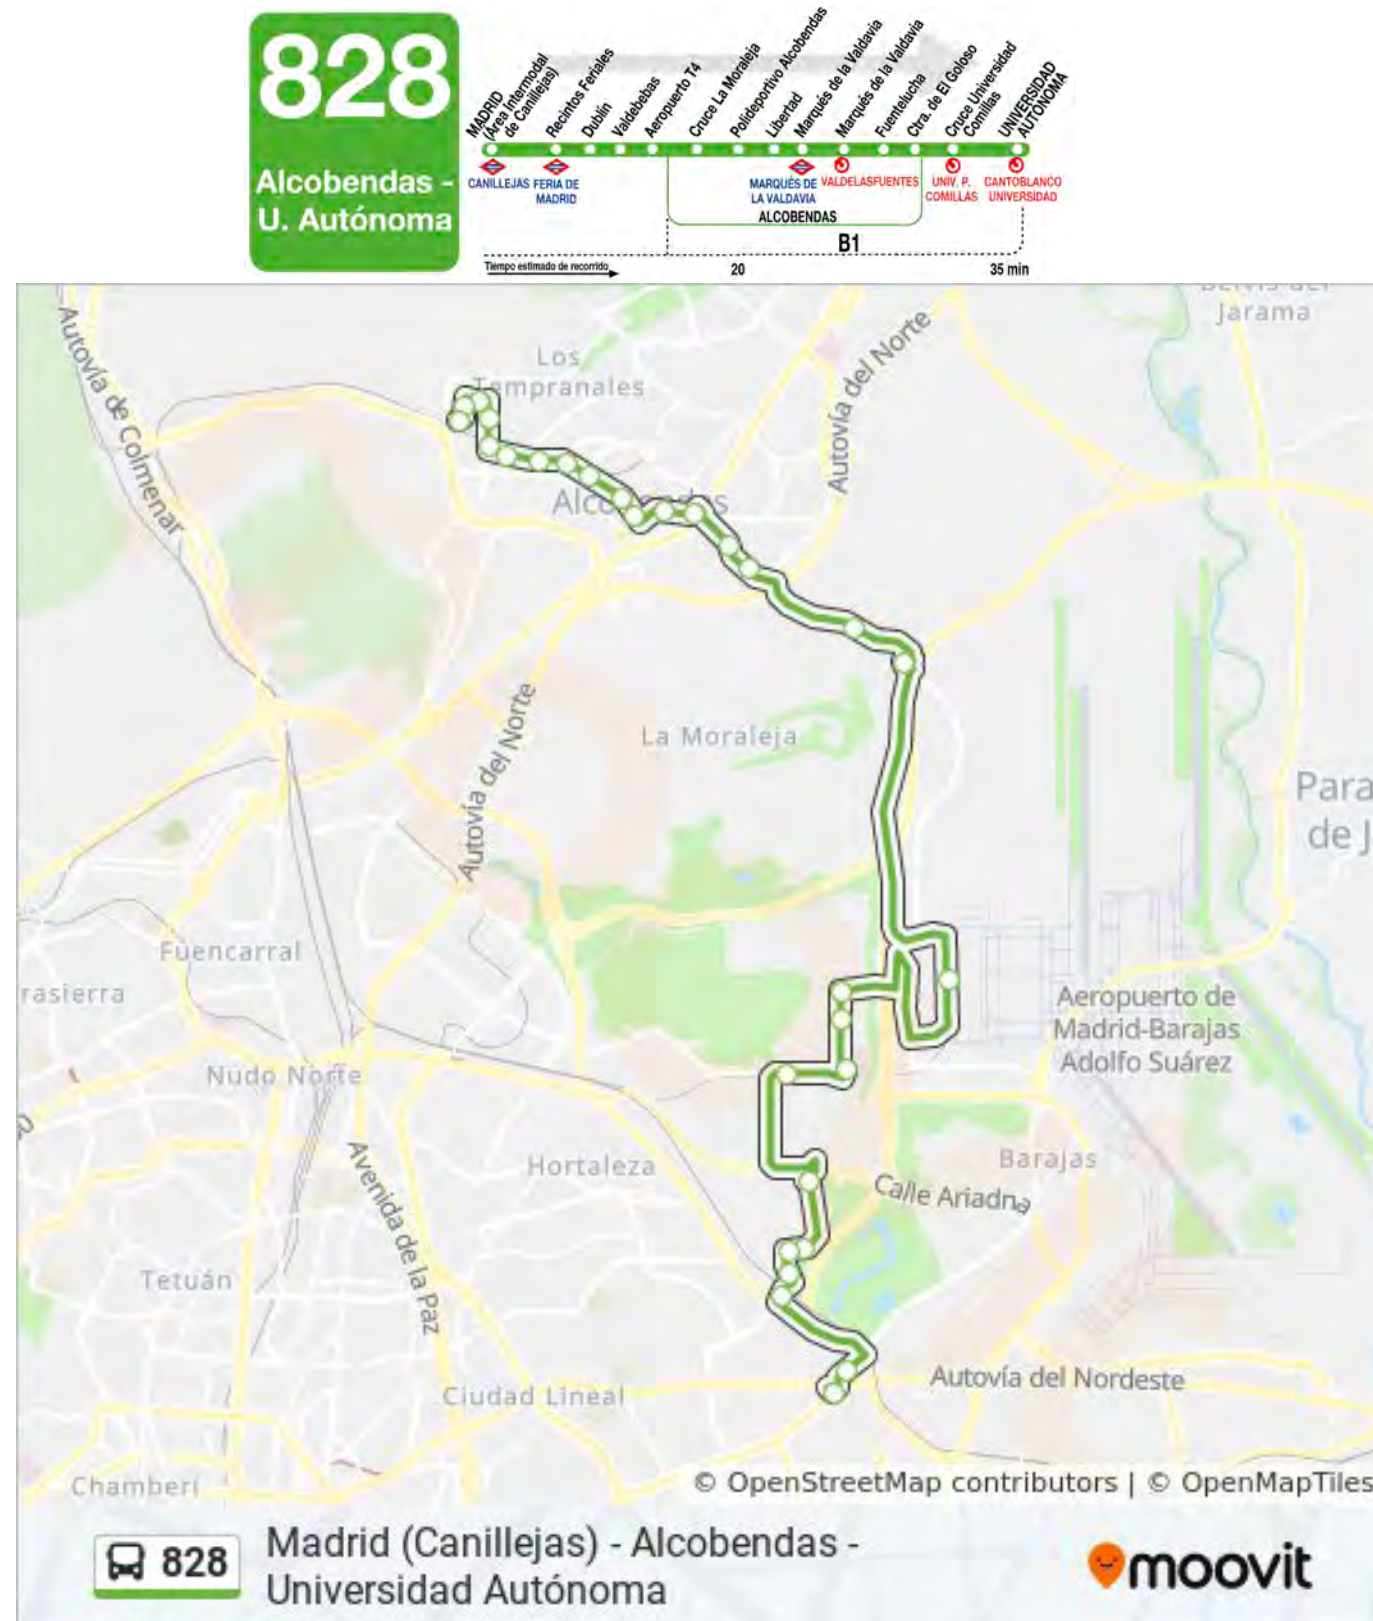 828
Alcobendas -
U. Autónoma
MADRID
(Área Intermodal
de Canillejas)
Recintos Feriales
Dublín
Valdebebas
Aeropuerto T4
Cruce La Moraleja
Polideportivo Alcobendas
Libertad
Marqués de la Valdavia
Marqués de la Valdavia
Fuentelucha
Ctra. de El Goloso
Cruce Universidad
Comillas
UNIVERSIDAD
AUTÓNOMA
CANILLEJAS
FERIA DE
MADRID
MARQUÉS DE
LA VALDAVIA
VALDELASFUENTES
UNIV. P.
COMILLAS
CANTOBLANCO
UNIVERSIDAD
ALCOBENDAS
B1
Tiempo estimado de recorrido
20
35 min
Jarama
Autovía de Colmenar
Los
Tempranales
Autovía del Norte
Alcobendas
La Moraleja
Autovía del Norte
Para
de J
Fuencarral
rasierra
Aeropuerto de
Madrid-Barajas
Adolfo Suárez
Nudo Norte
Hortaleza
Barajas
Calle Ariadna
Avenida de la Paz
Tetuán
Autovía del Nordeste
Ciudad Lineal
Chamberí
© OpenStreetMap contributors | © OpenMapTiles
828
Madrid (Canillejas) - Alcobendas -
Universidad Autónoma
moovit